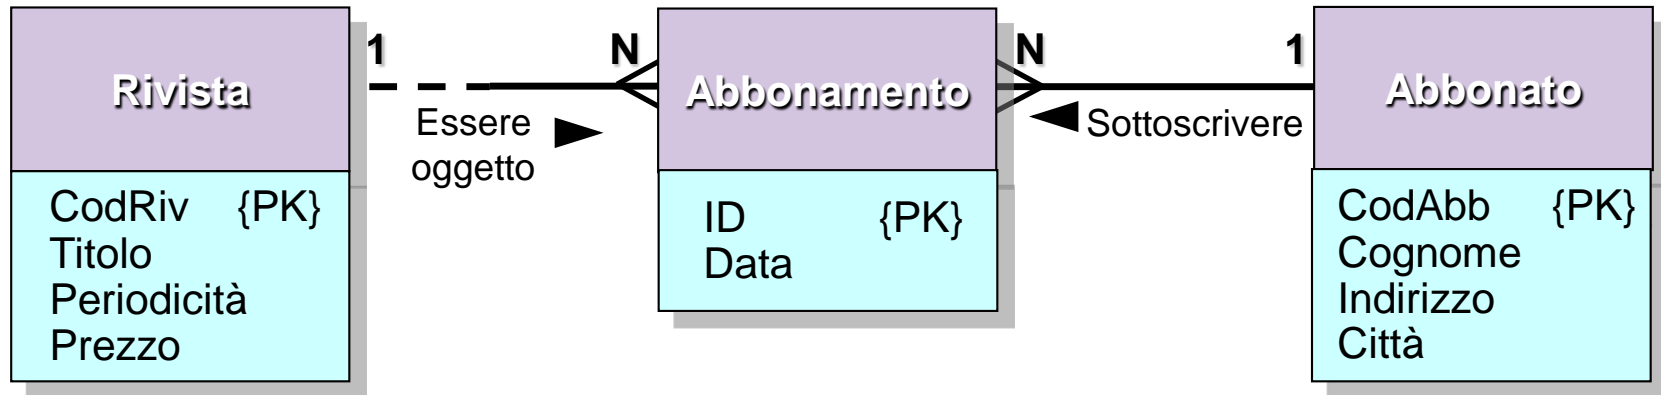 Rivista
1
Essere
oggetto
N
Abbonamento
N
Sottoscrivere
1
Abbonato
CodRiv {PK}
Titolo
Periodicità
Prezzo
ID {PK}
Data
CodAbb {PK}
Cognome
Indirizzo
Città